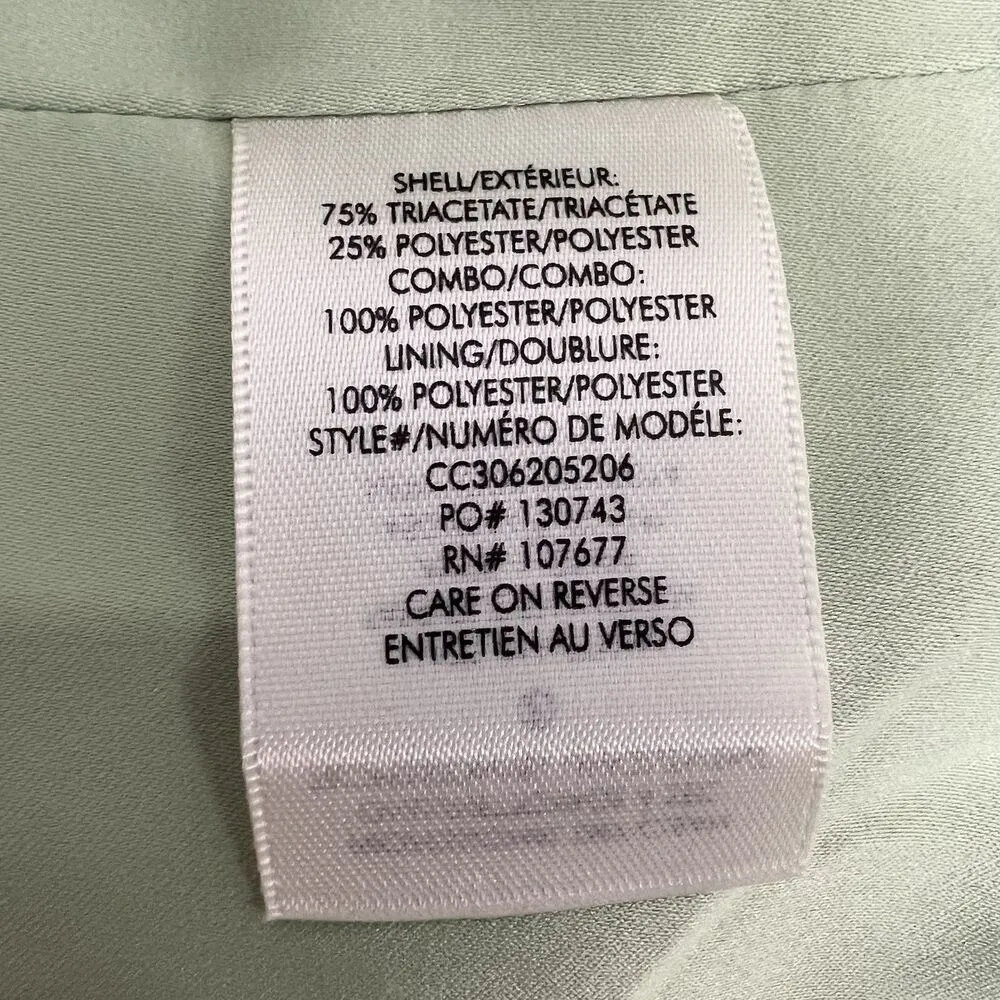 SHELL/EXTÉRIEUR:
75% TRIACETATE/TRIACÉTATE
25% POLYESTER/POLYESTER
COMBO/COMBO:
100% POLYESTER/POLYESTER
LINING/DOUBLURE:
100% POLYESTER/POLYESTER
STYLE#/NUMÉRO DE MODÉLE:
CC306205206
PO# 130743
RN# 107677
CARE ON REVERSE
ENTRETIEN AU VERSO